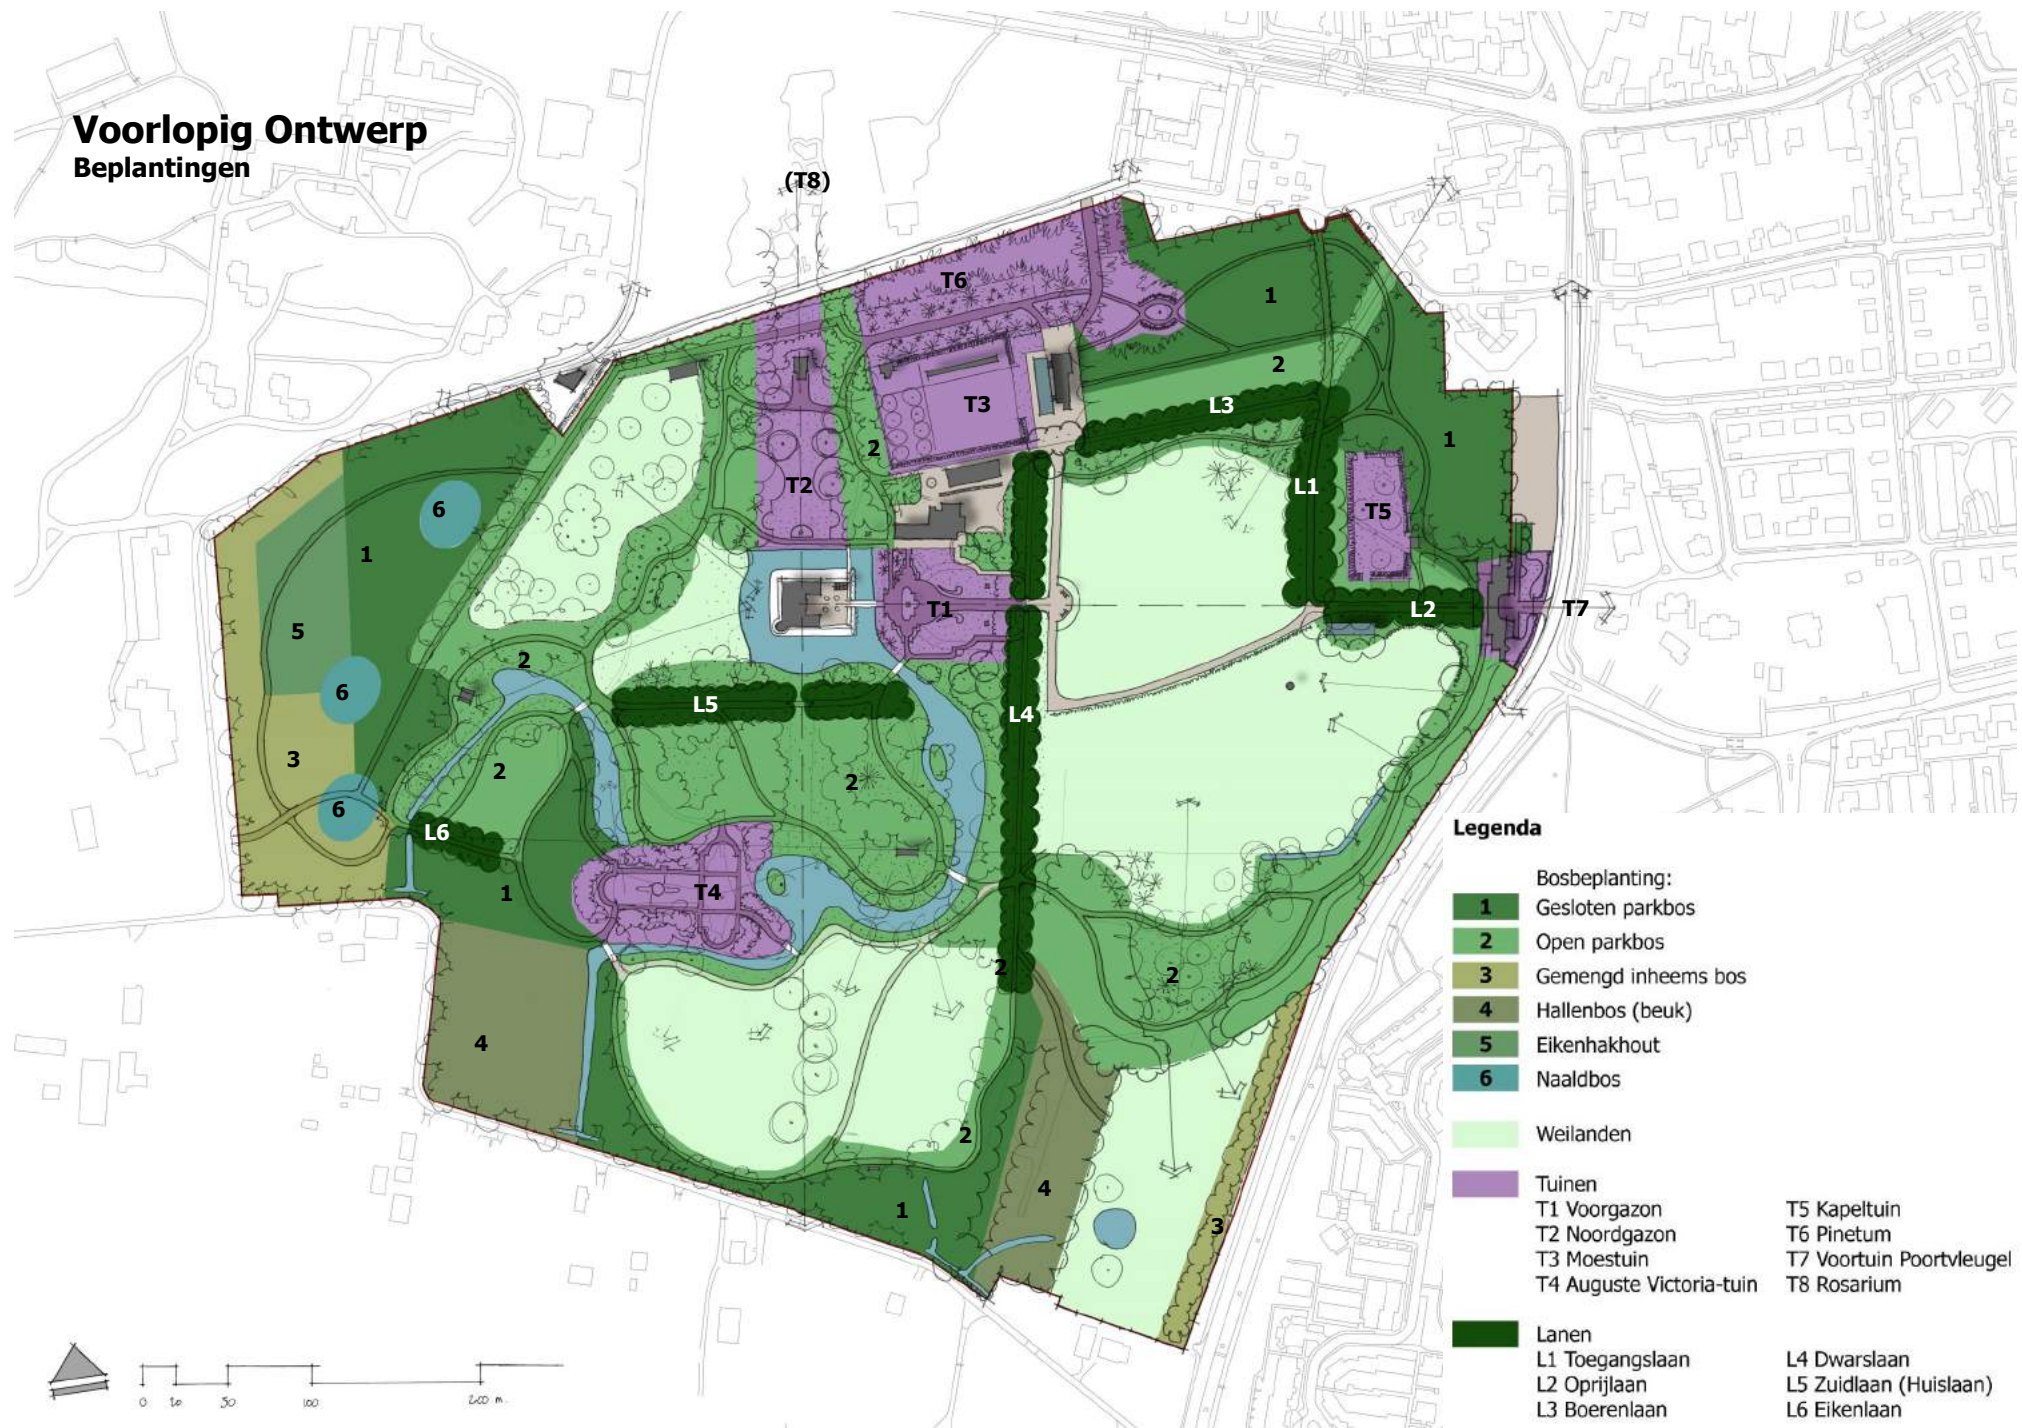 Voorlopig Ontwerp
Beplantingen
(T8)
T6
1
2
T3
L3
2
1
T2
L1
T5
6
1
T1
L2
T7
5
2
6
L5
L4
3
2
2
6
L6
1
T4
2
2
4
2
4
1
3
Legenda
Bosbeplanting:
1 Gesloten parkbos
2 Open parkbos
3 Gemengd inheems bos
4 Hallenbos (beuk)
5 Eikenhakhout
6 Naaldbos
Weilanden
Tuinen
T1 Voorgazon T5 Kapeltuin
T2 Noordgazon T6 Pinetum
T3 Moestuin T7 Voortuin Poortvleugel
T4 Auguste Victoria-tuin T8 Rosarium
Lanen
L1 Toegangslaan L4 Dwarslaan
L2 Oprijlaan L5 Zuidlaan (Huislaan)
L3 Boerenlaan L6 Eikenlaan
0 20 50 100 200 m.